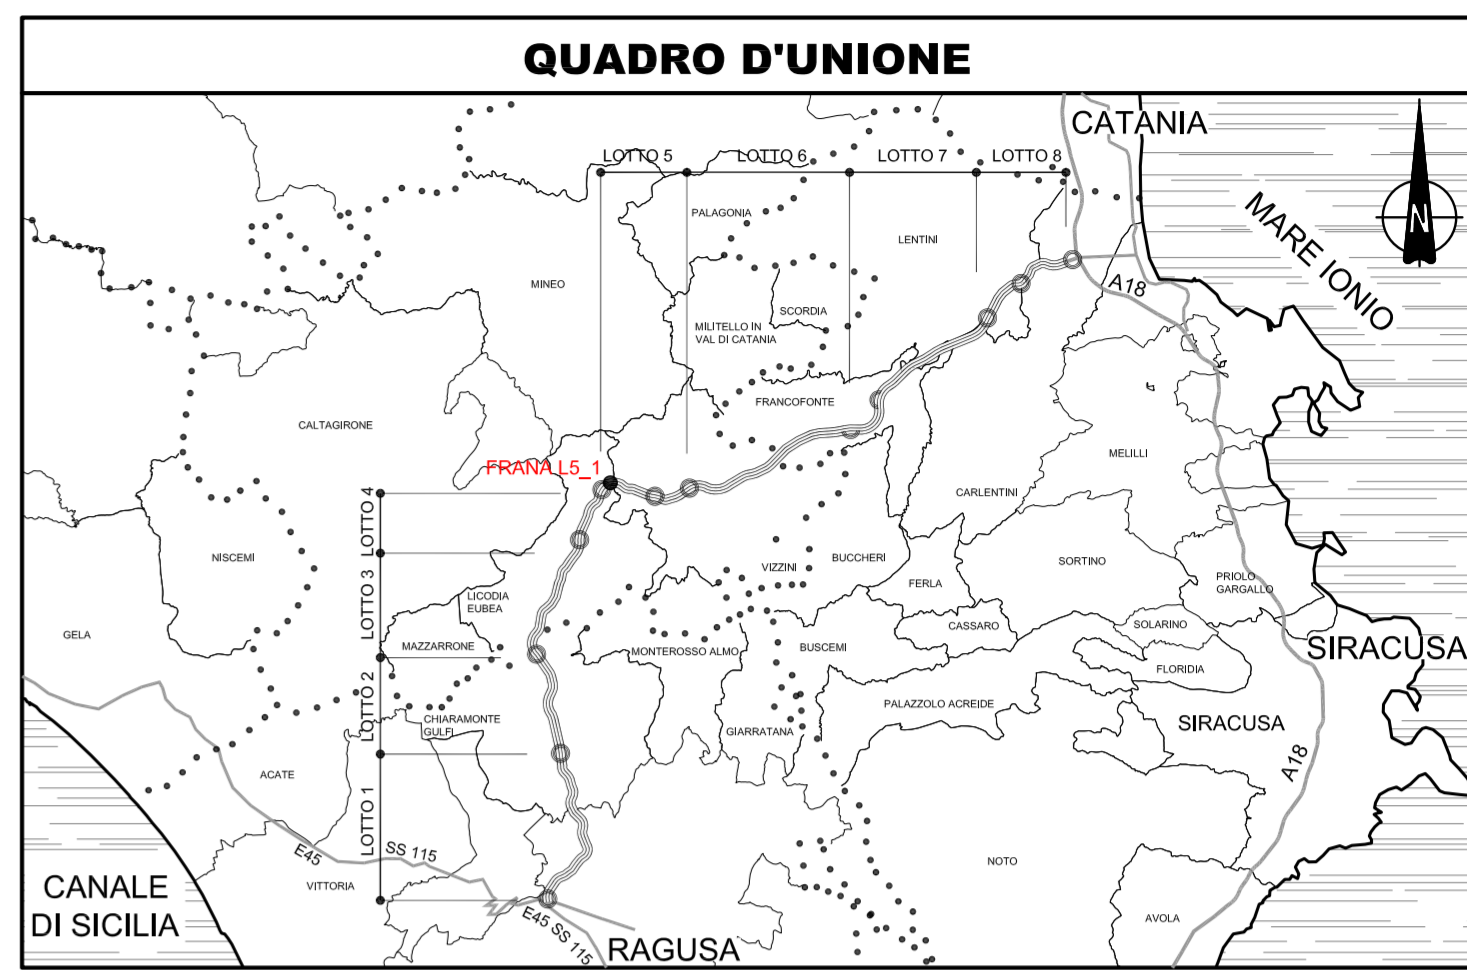 QUADRO D'UNIONE
CATANIA
LOTTO 5
LOTTO 6
LOTTO 7
LOTTO 8
MARE IONIO
N
PALAGONIA
LENTINI
MINEO
A18
SCORDIA
MILITELLO IN
VAL DI CATANIA
FRANCOFONTE
CALTAGIRONE
MELILLI
FRANA L5_1
CARLENTINI
LOTTO 4
NISCEMI
VIZZINI
BUCCHERI
SORTINO
FERLA
PRIOLO
GARGALLO
LOTTO 3
LICODIA
EUBEA
GELA
CASSARO
SOLARINO
MAZZARRONE
MONTEROSSO ALMO
BUSCEMI
SIRACUSA
FLORIDIA
LOTTO 2
PALAZZOLO ACREIDE
CHIARAMONTE
GULFI
GIARRATANA
SIRACUSA
A18
ACATE
LOTTO 1
E45
SS 115
NOTO
VITTORIA
CANALE
DI SICILIA
E45 SS 115
AVOLA
RAGUSA